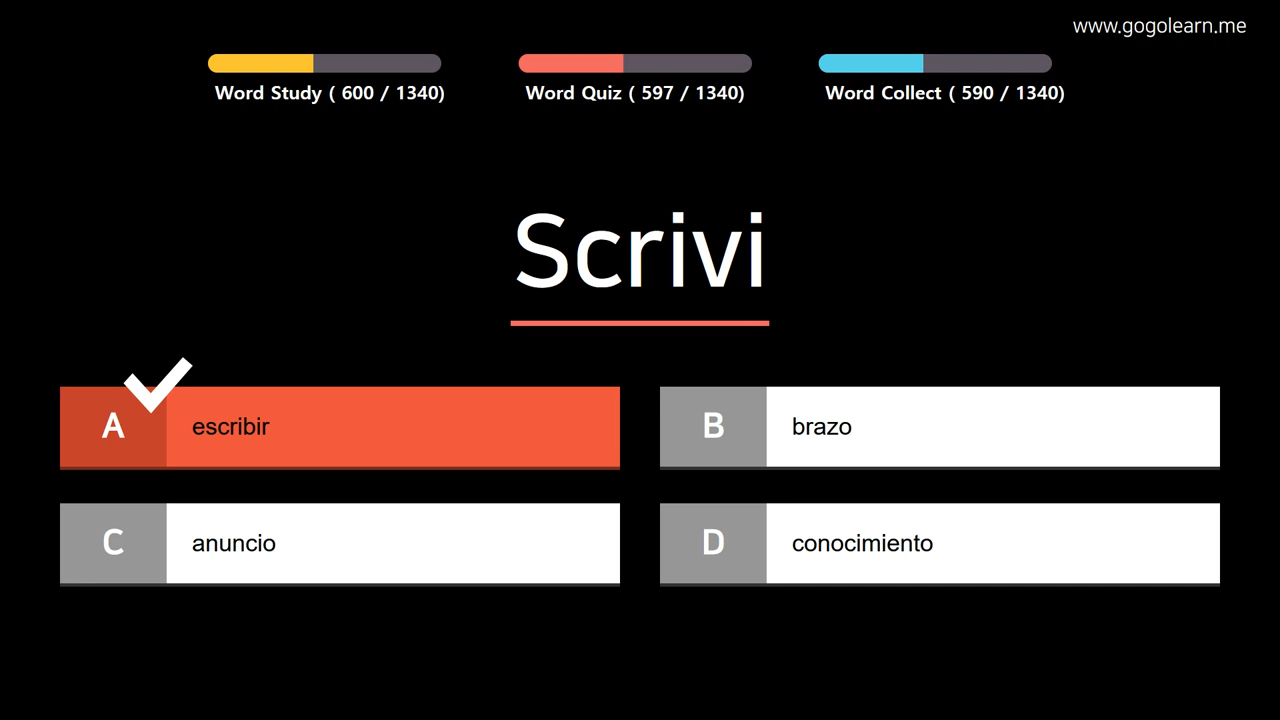 www.gogolearn.me
Word Study ( 600 / 1340)
Word Quiz ( 597 / 1340)
Word Collect ( 590 / 1340)
Scrivi
A escribir
B brazo
C anuncio
D conocimiento